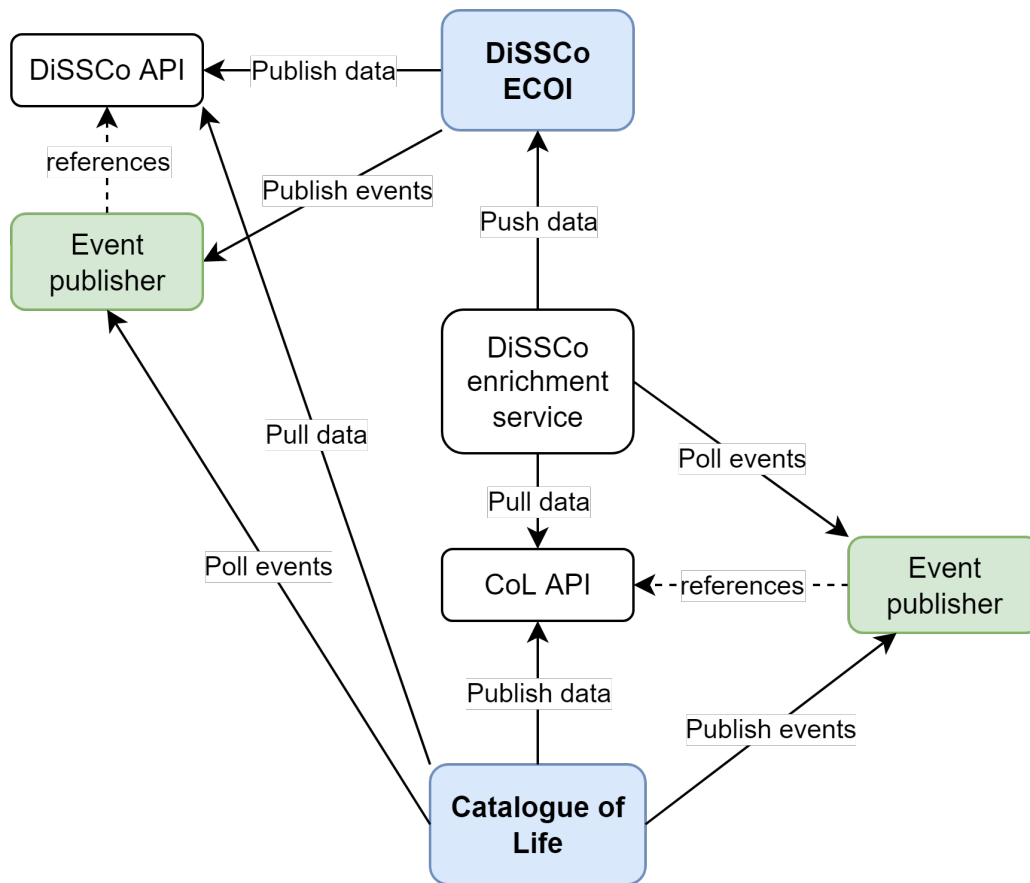 DiSSCo
ECOI
DiSSCo API
Publish data
references
Publish events
Push data
Event
publisher
DiSSCo
enrichment
service
Pull data
Poll events
Pull data
Poll events
CoL API
references
Event
publisher
Publish data
Publish events
Catalogue of
Life